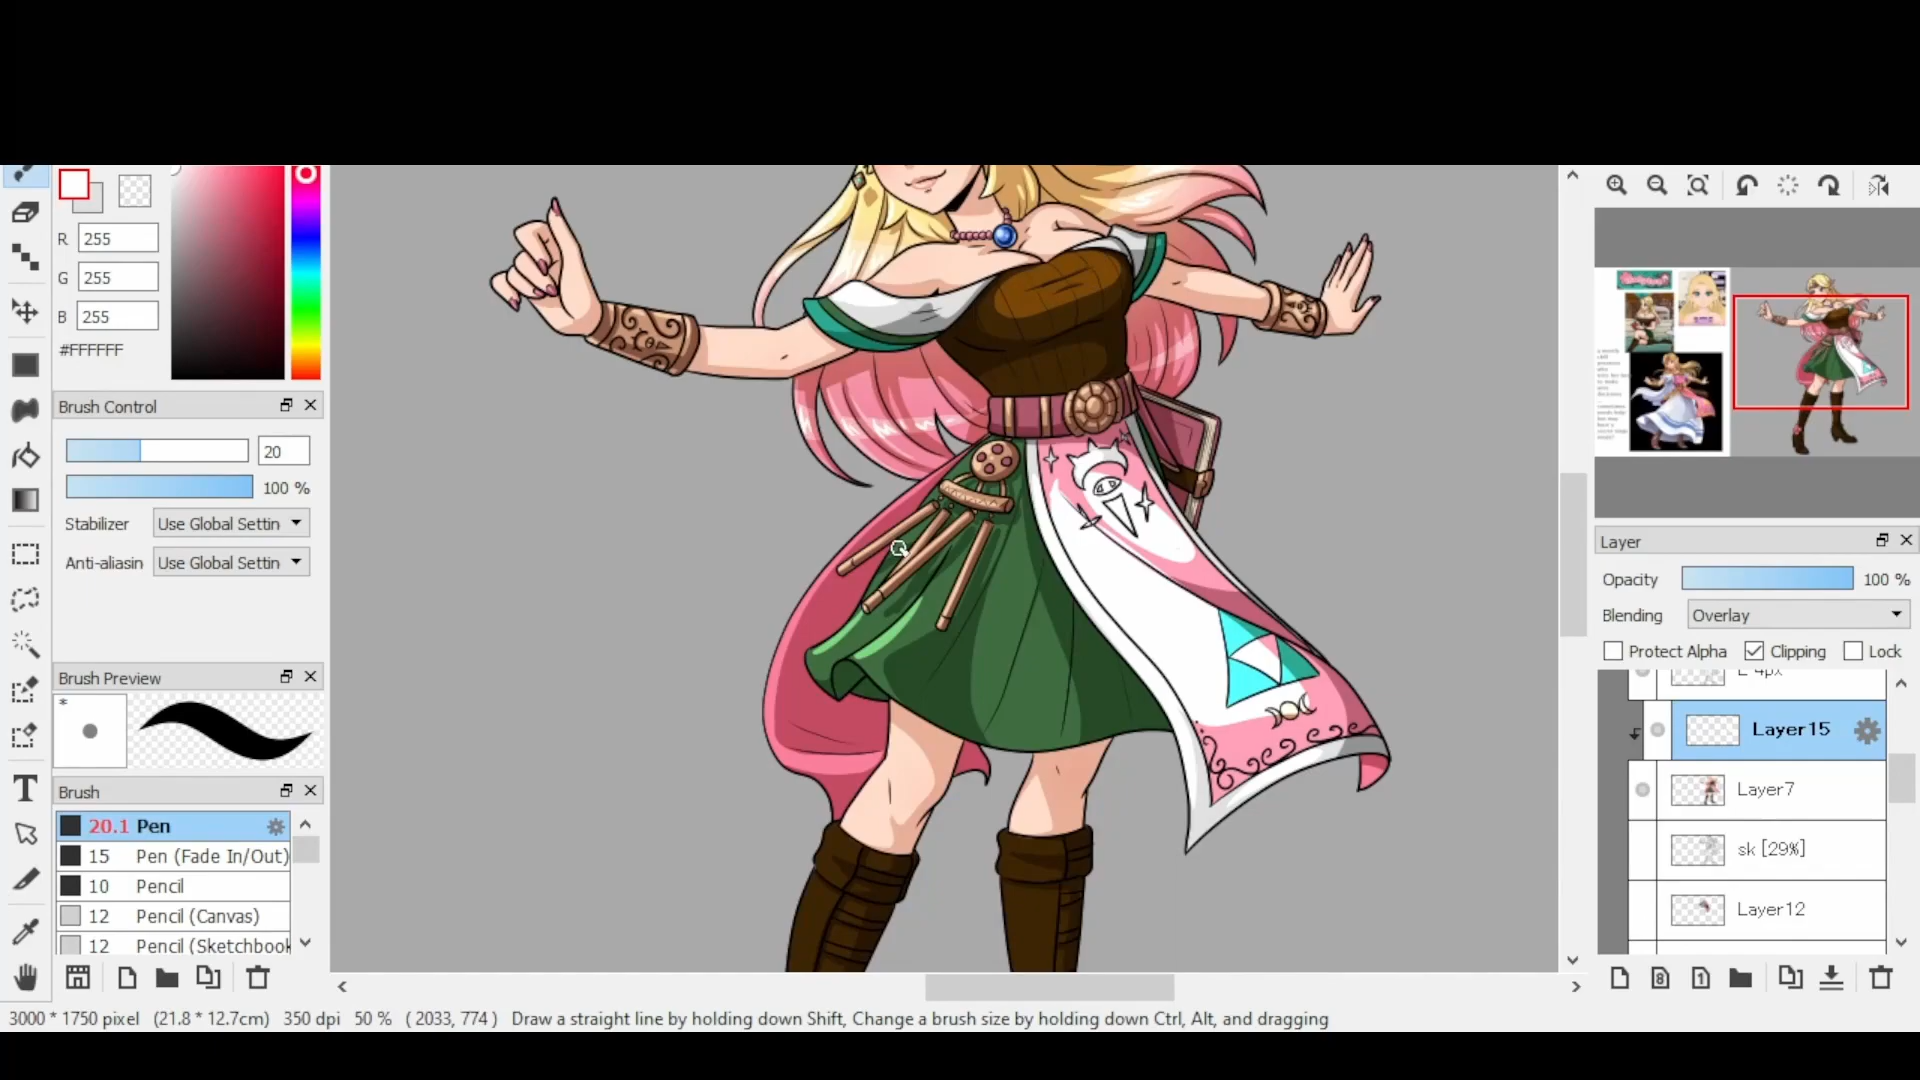 R 255
G 255
B 255
#FFFFFF
Brush Control
20
100 %
Stabilizer Use Global Settin
Anti-aliasin Use Global Settin
Brush Preview
*
Brush
20.1 Pen
15 Pen (Fade In/Out)
10 Pencil
12 Pencil (Canvas)
12 Pencil (Sketchbook
T
Layer
Opacity 100 %
Blending Overlay
Protect Alpha Clipping Lock
Layer15
Layer7
sk [29%]
Layer12
8 1
3000 * 1750 pixel (21.8 * 12.7cm) 350 dpi 50 % ( 2033, 774 ) Draw a straight line by holding down Shift, Change a brush size by holding down Ctrl, Alt, and dragging